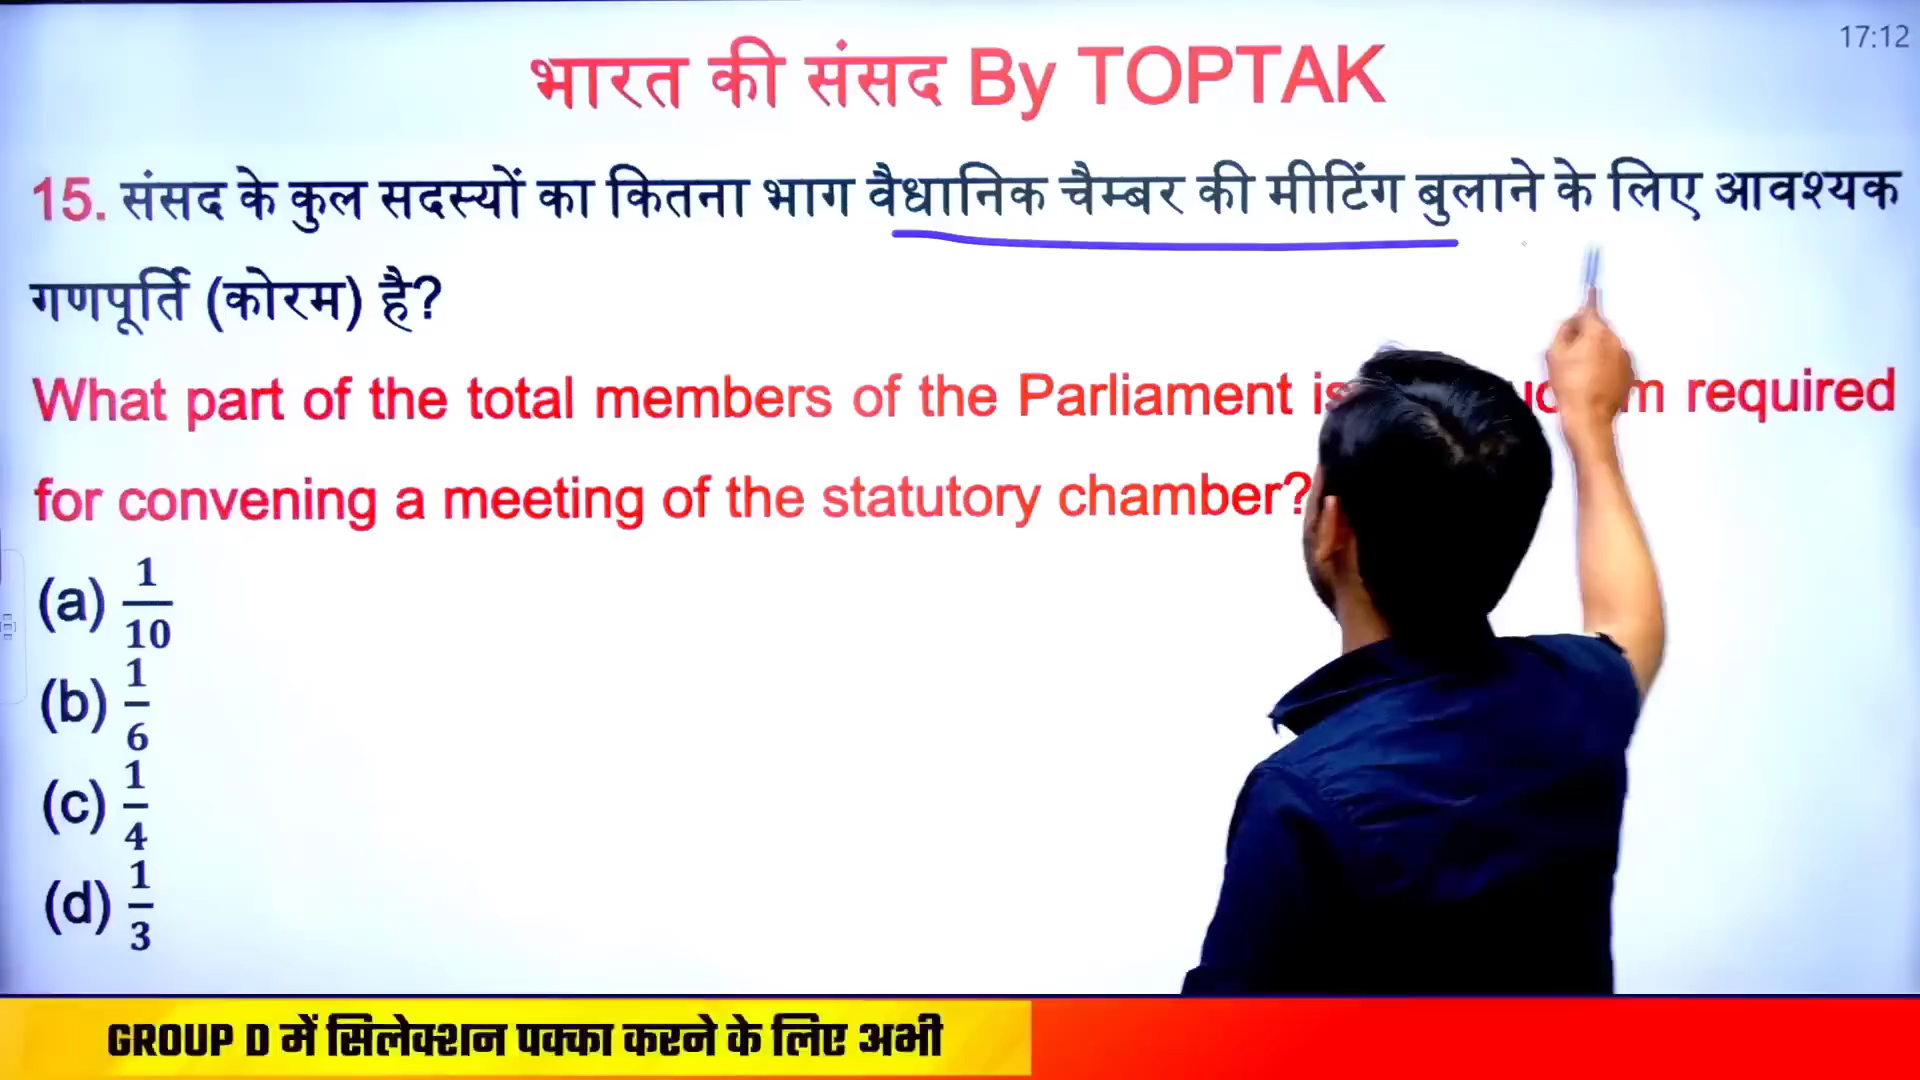 17:12
भारत की संसद By TOPTAK
15. संसद के कुल सदस्यों का कितना भाग वैधानिक चैम्बर की मीटिंग बुलाने के लिए आवश्यक
गणपूर्ति (कोरम) है?
What part of the total members of the Parliament is required
for convening a meeting of the statutory chamber?
(a) 1/10
(b) 1/6
(c) 1/4
(d) 1/3
GROUP D में सिलेक्शन पक्का करने के लिए अभी